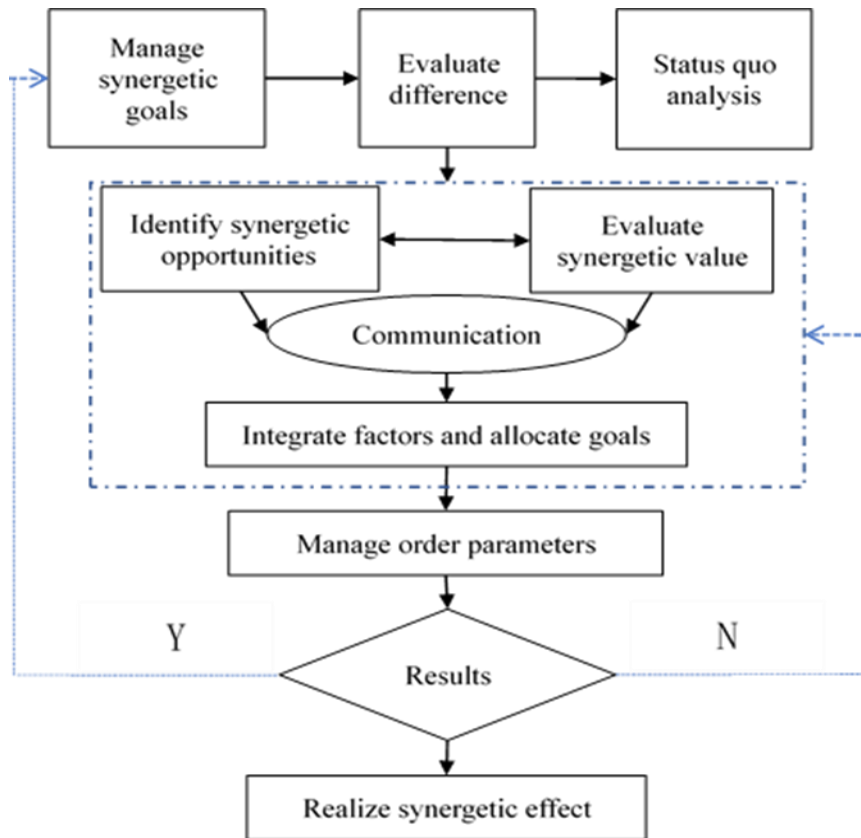 Manage
synergetic
goals
Evaluate
difference
Status quo
analysis
Identify synergetic
opportunities
Evaluate
synergetic value
Communication
Integrate factors and allocate goals
Manage order parameters
Y
N
Results
Realize synergetic effect